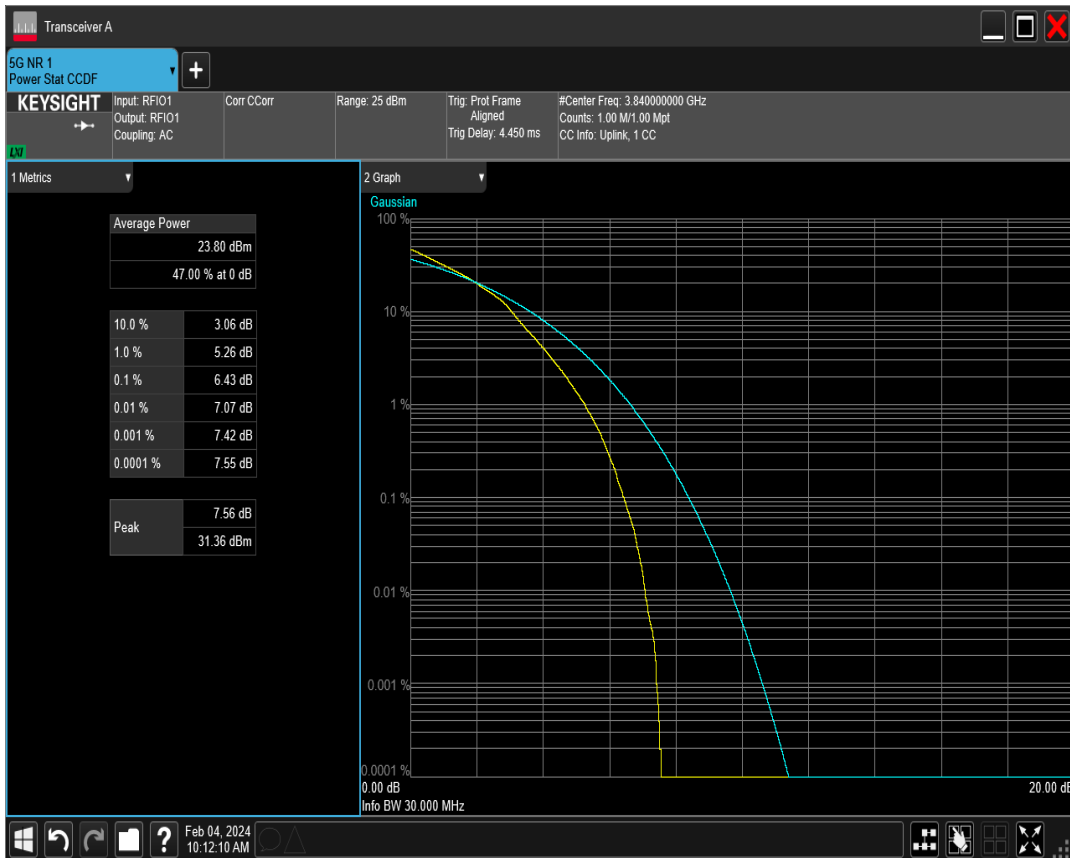 Transceiver A
5G NR 1
Power Stat CCDF
+
KEYSIGHT
LXI
Input: RFIO1
Output: RFIO1
Coupling: AC
Corr CCorr
Range: 25 dBm
Trig: Prot Frame
Aligned
Trig Delay: 4.450 ms
#Center Freq: 3.840000000 GHz
Counts: 1.00 M/1.00 Mpt
CC Info: Uplink, 1 CC
1 Metrics
Average Power
23.80 dBm
47.00 % at 0 dB
10.0 % 3.06 dB
1.0 % 5.26 dB
0.1 % 6.43 dB
0.01 % 7.07 dB
0.001 % 7.42 dB
0.0001 % 7.55 dB
Peak
7.56 dB
31.36 dBm
2 Graph
Gaussian
100 %
10 %
1 %
0.1 %
0.01 %
0.001 %
0.0001 %
0.00 dB
20.00 dB
Info BW 30.000 MHz
?
Feb 04, 2024
10:12:10 AM